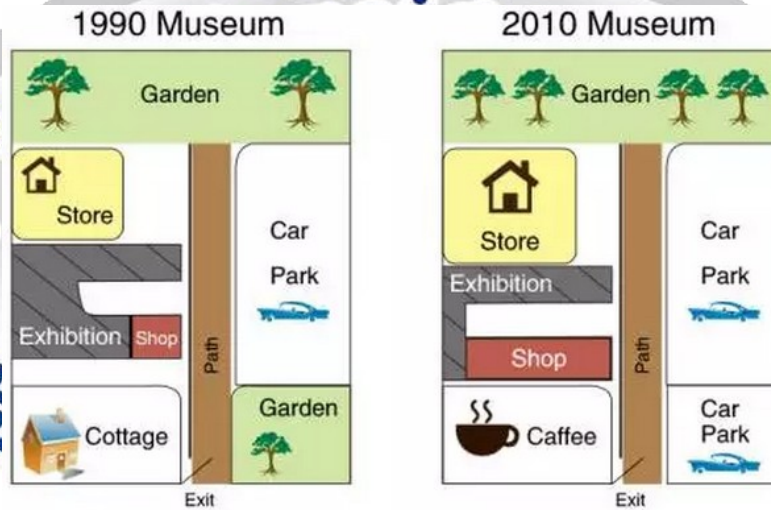 1990 Museum
Garden
Store
Car
Park
Exhibition
Shop
Path
Cottage
Garden
Exit
2010 Museum
Garden
Store
Car
Park
Exhibition
Shop
Path
Caffee
Car
Park
Exit